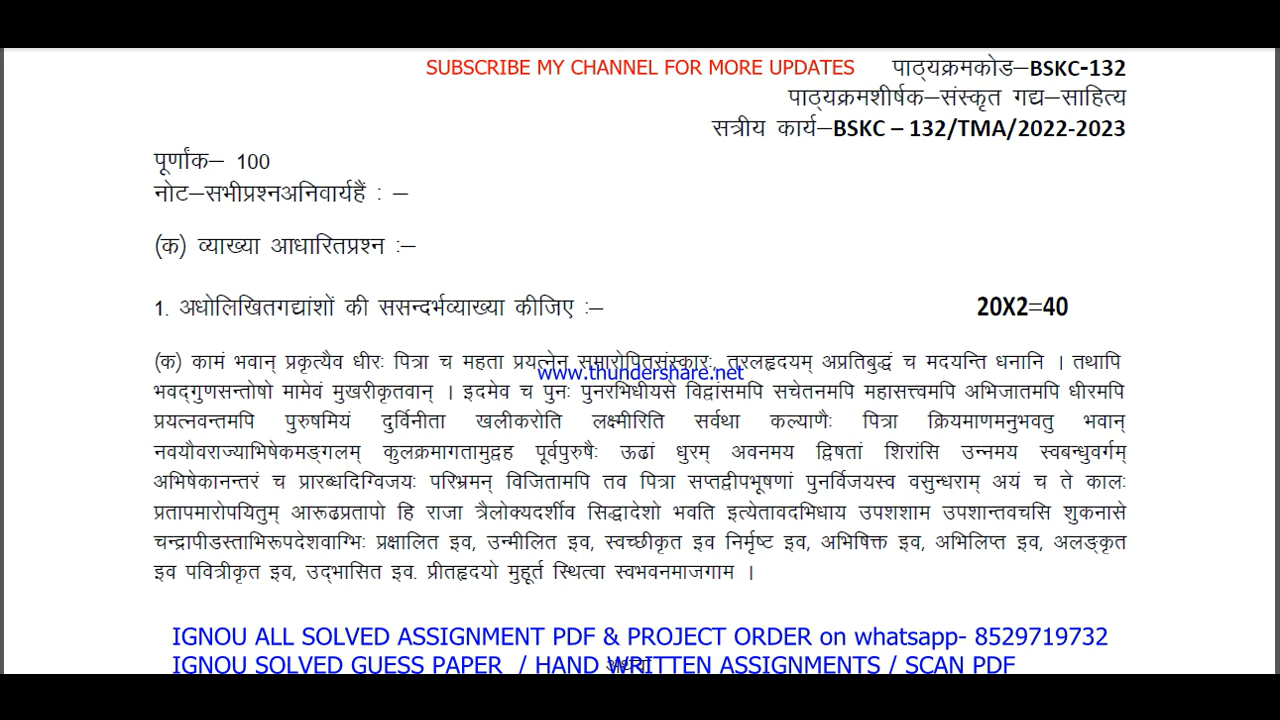 SUBSCRIBE MY CHANNEL FOR MORE UPDATES
पाठ्यक्रमकोड–BSKC-132
पाठ्यक्रमशीर्षक–संस्कृत गद्य–साहित्य
सत्रीय कार्य–BSKC – 132/TMA/2022-2023
पूर्णांक– 100
नोट–सभीप्रश्नअनिवार्यहैं : –
(क) व्याख्या आधारितप्रश्न :–
1. अधोलिखितगद्यांशों की ससन्दर्भव्याख्या कीजिए :– 20X2=40
(क) कामं भवान् प्रकृत्यैव धीरः पित्रा च महता प्रयत्नेन समारोपितसंस्कारः, तरलहृदयम् अप्रतिबुद्धं च मदयन्ति धनानि । तथापि
www.thundershare.net
भवद्गुणसन्तोषो मामेवं मुखरीकृतवान् । इदमेव च पुनः पुनरभिधीयसे विद्वांसमपि सचेतनमपि महासत्त्वमपि अभिजातमपि धीरमपि
प्रयत्नवन्तमपि पुरुषमियं दुर्विनीता खलीकरोति लक्ष्मीरिति सर्वथा कल्याणैः पित्रा क्रियमाणमनुभवतु भवान्
नवयौवराज्याभिषेकमङ्गलम् कुलक्रमागतामुद्वह पूर्वपुरुषैः ऊढां धुरम् अवनमय द्विषतां शिरांसि उन्नमय स्वबन्धुवर्गम्
अभिषेकानन्तरं च प्रारब्धदिग्विजयः परिभ्रमन् विजितामपि तव पित्रा सप्तद्वीपभूषणां पुनर्विजयस्व वसुन्धराम् अयं च ते कालः
प्रतापमारोपयितुम् आरूढप्रतापो हि राजा त्रैलोक्यदर्शीव सिद्धादेशो भवति इत्येतावदभिधाय उपशशाम उपशान्तवचसि शुकनासे
चन्द्रापीडस्ताभिरूपदेशवाग्भिः प्रक्षालित इव, उन्मीलित इव, स्वच्छीकृत इव निर्मृष्ट इव, अभिषिक्त इव, अभिलिप्त इव, अलङ्कृत
इव पवित्रीकृत इव, उद्भासित इव. प्रीतहृदयो मुहूर्त स्थित्वा स्वभवनमाजगाम ।
IGNOU ALL SOLVED ASSIGNMENT PDF & PROJECT ORDER on whatsapp- 8529719732
IGNOU SOLVED GUESS PAPER / HAND WRITTEN ASSIGNMENTS / SCAN PDF